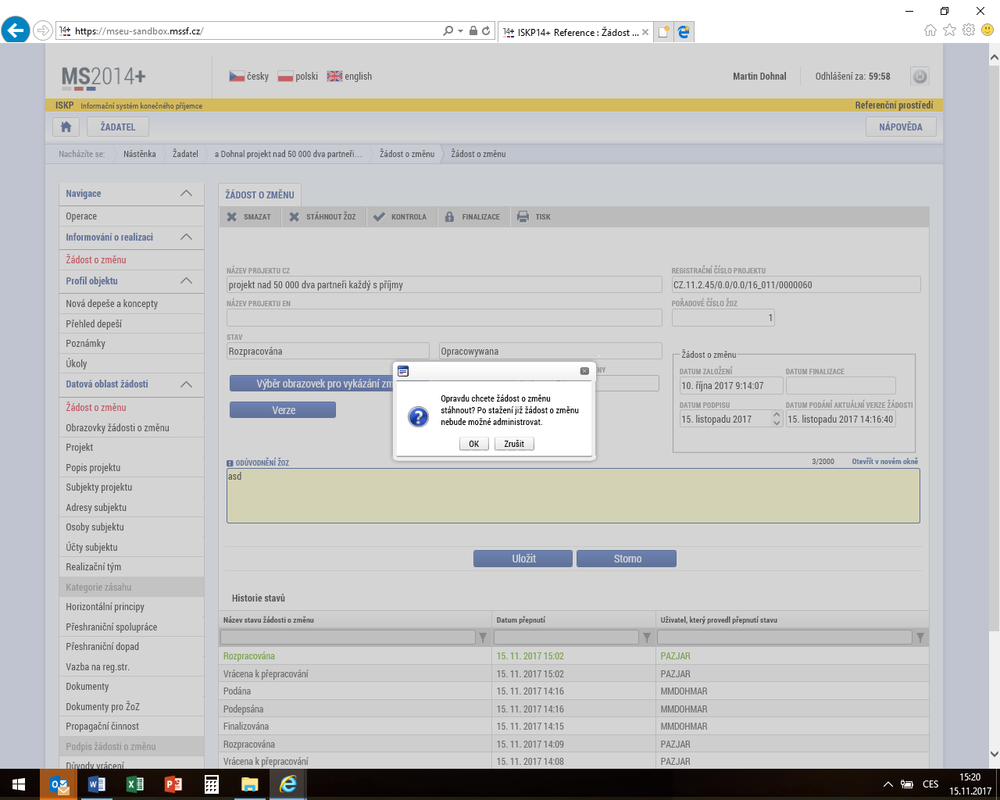 https://mseu-sandbox.mssf.cz/
14+ ISKP14+ Reference : Žádost ...
MS2014+
česky polski english
Martin Dohnal
Odhlášení za: 59:58
ISKP Informační systém konečného příjemce
Referenční prostředí
ŽADATEL
NÁPOVĚDA
Nacházíte se: Nástěnka Žadatel a Dohnal projekt nad 50 000 dva partneři... Žádost o změnu Žádost o změnu
Navigace
Operace
Informování o realizaci
Žádost o změnu
Profil objektu
Nová depeše a koncepty
Přehled depeší
Poznámky
Úkoly
Datová oblast žádosti
Žádost o změnu
Obrazovky žádosti o změnu
Projekt
Popis projektu
Subjekty projektu
Adresy subjektu
Osoby subjektu
Účty subjektu
Realizační tým
Kategorie zásahu
Horizontální principy
Přeshraniční spolupráce
Přeshraniční dopad
Vazba na reg.str.
Dokumenty
Dokumenty pro ŽoZ
Propagační činnost
Podpis žádosti o změnu
Důvody vrácení
ŽÁDOST O ZMĚNU
SMAZAT STÁHNOUT ŽOZ KONTROLA FINALIZACE TISK
NÁZEV PROJEKTU CZ
projekt nad 50 000 dva partneři každý s příjmy
REGISTRAČNÍ ČÍSLO PROJEKTU
CZ.11.2.45/0.0/0.0/16_011/0000060
NÁZEV PROJEKTU EN
POŘADOVÉ ČÍSLO ŽOZ
1
STAV
Rozpracována
Opracowywana
Výběr obrazovek pro vykázání zm
Verze
Žádost o změnu
DATUM ZALOŽENÍ
10. října 2017 9:14:07
DATUM FINALIZACE
DATUM PODPISU
15. listopadu 2017
DATUM PODÁNÍ AKTUÁLNÍ VERZE ŽÁDOSTI
15. listopadu 2017 14:16:40
Opravdu chcete žádost o změnu
stáhnout? Po stažení již žádost o změnu
nebude možné administrovat.
OK Zrušit
ODŮVODNĚNÍ ŽOZ
3/2000
Otevřít v novém okně
asd
Uložit Storno
Historie stavů
Název stavu žádosti o změnu Datum přepnutí Uživatel, který provedl přepnutí stavu
Rozpracována 15. 11. 2017 15:02 PAZJAR
Vrácena k přepracování 15. 11. 2017 15:02 PAZJAR
Podána 15. 11. 2017 14:16 MMDOHMAR
Podepsána 15. 11. 2017 14:16 MMDOHMAR
Finalizována 15. 11. 2017 14:15 MMDOHMAR
Rozpracována 15. 11. 2017 14:09 PAZJAR
Vrácena k přepracování 15. 11. 2017 14:08 PAZJAR
CES
15:20
15.11.2017